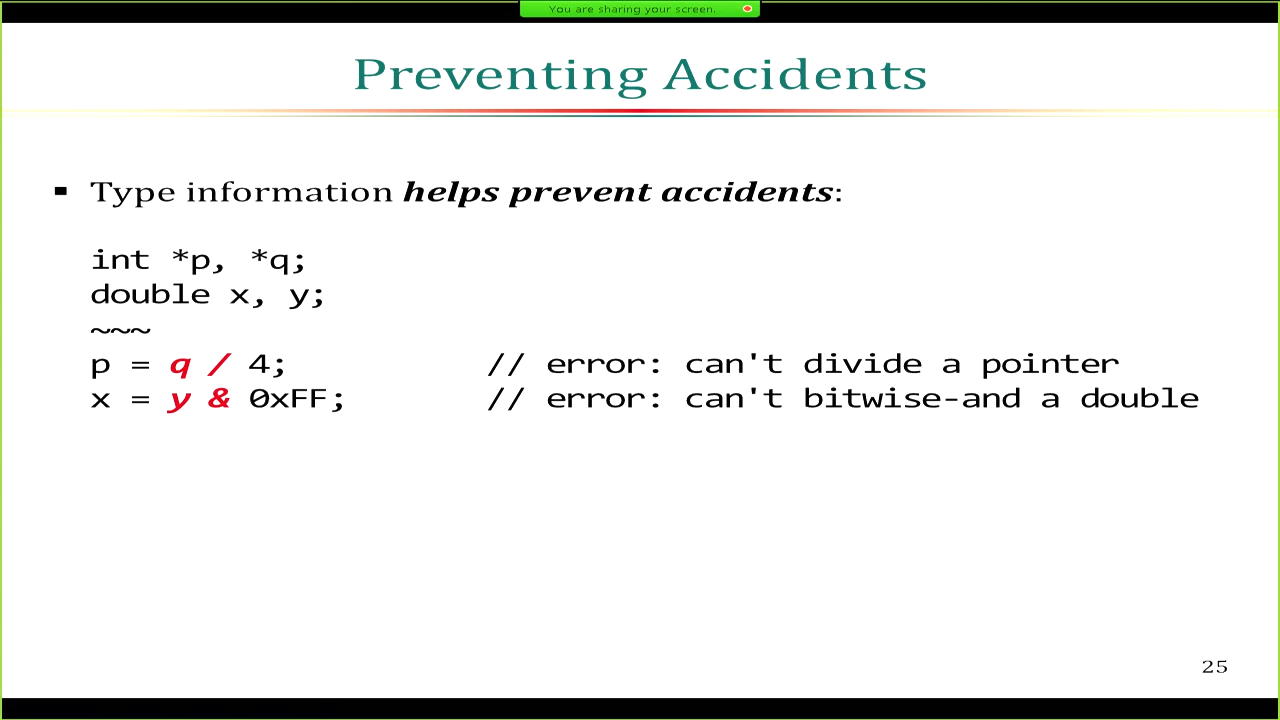 You are sharing your screen.
Preventing Accidents
▪ Type information helps prevent accidents:
int *p, *q;
double x, y;
~~~
p = q / 4;          // error: can't divide a pointer
x = y & 0xFF;       // error: can't bitwise-and a double
25